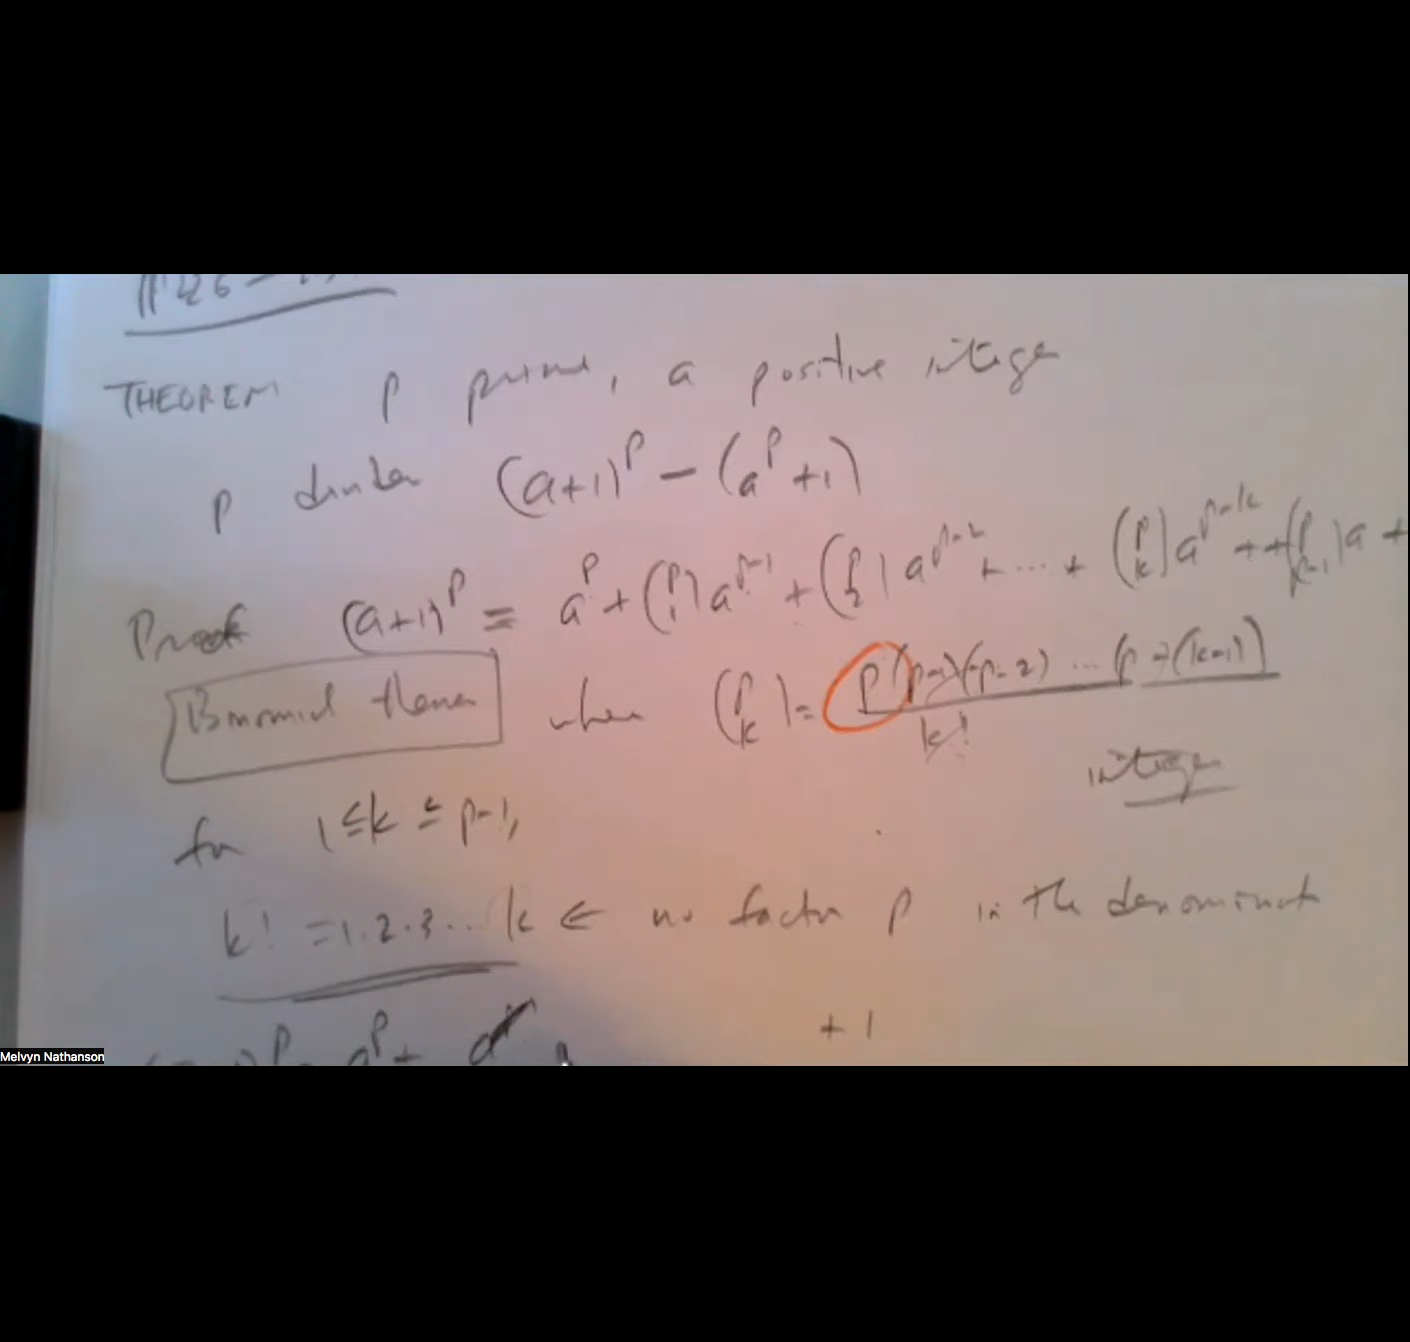 THEOREM p prime, a positive integer
p divides (a+1)^p - (a^p + 1)
Proof (a+1)^p = a^p + (p 1) a^{p-1} + (p 2) a^{p-2} + ... + (p k) a^{p-k} + + (p p-1) a +
Binomial theorem where (p k) = p(p-1)(p-2) ... (p-(k-1)) / k!
integer
for 1 ≤ k ≤ p-1,
k! = 1.2.3... k ← no factor p in the denominator
+ 1
a^p +
Melvyn Nathanson